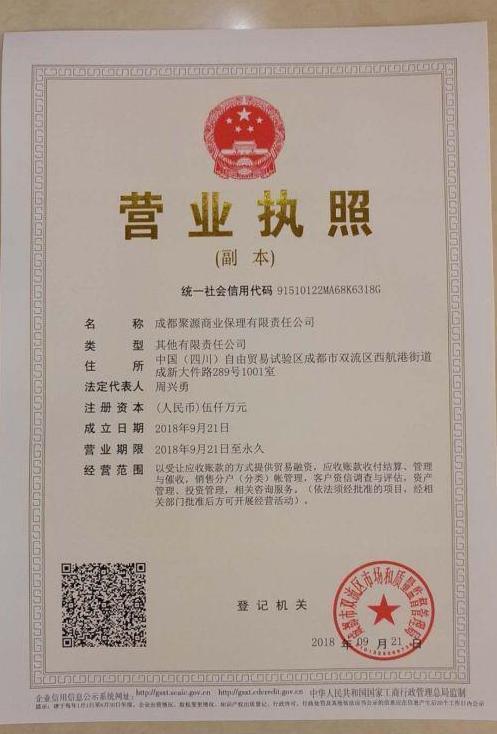 营业执照
(副 本)
统一社会信用代码 91510122MA68K6318G
名 称 成都聚源商业保理有限责任公司
类 型 其他有限责任公司
住 所 中国（四川）自由贸易试验区成都市双流区西航港街道
成新大件路289号1001室
法定代表人 周兴勇
注册资本 (人民币)伍仟万元
成立日期 2018年9月21日
营业期限 2018年9月21日至永久
经营范围 以受让应收账款的方式提供贸易融资，应收账款收付结算、管理
与催收，销售分户（分类）帐管理，客户资信调查与评估，资产
管理、投资管理，相关咨询服务。（依法须经批准的项目，经相
关部门批准后方可开展经营活动）。
登记机关
成都市双流区市场和质量监督管理局
2018 年 09 月 21 日
企业信用信息公示系统网址：
中华人民共和国国家工商行政管理总局监制